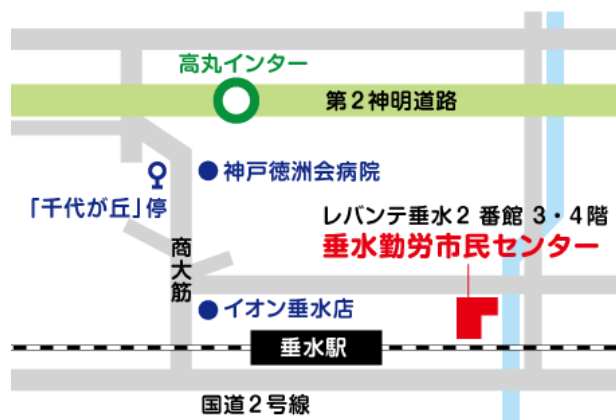 高丸インター
第2神明道路
神戸徳洲会病院
「千代が丘」停
レバンテ垂水2 番館 3・4階
垂水勤労市民センター
商大筋
イオン垂水店
垂水駅
国道2号線